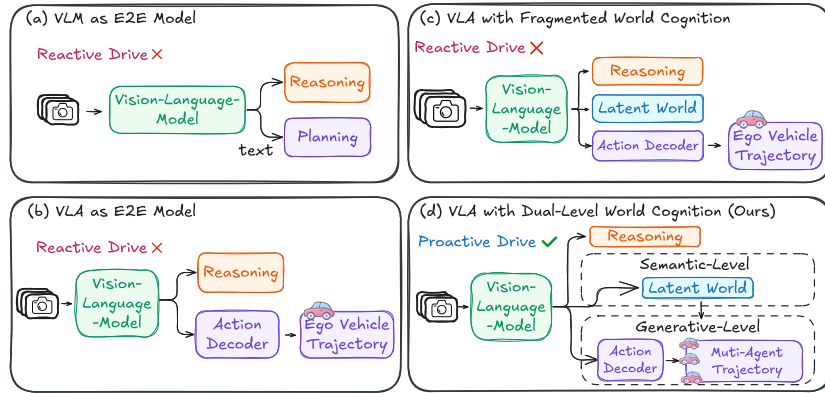 (a) VLM as E2E Model
Reactive Drive
Vision-Language-
Model
Reasoning
text
Planning
(b) VLA as E2E Model
Reactive Drive
Vision-
Language
-Model
Reasoning
Action
Decoder
Ego Vehicle
Trajectory
(c) VLA with Fragmented World Cognition
Reactive Drive
Vision-
Language
-Model
Reasoning
Latent World
Action Decoder
Ego Vehicle
Trajectory
(d) VLA with Dual-Level World Cognition (Ours)
Proactive Drive
Vision-
Language
-Model
Reasoning
Semantic-Level
Latent World
Generative-Level
Action
Decoder
Muti-Agent
Trajectory